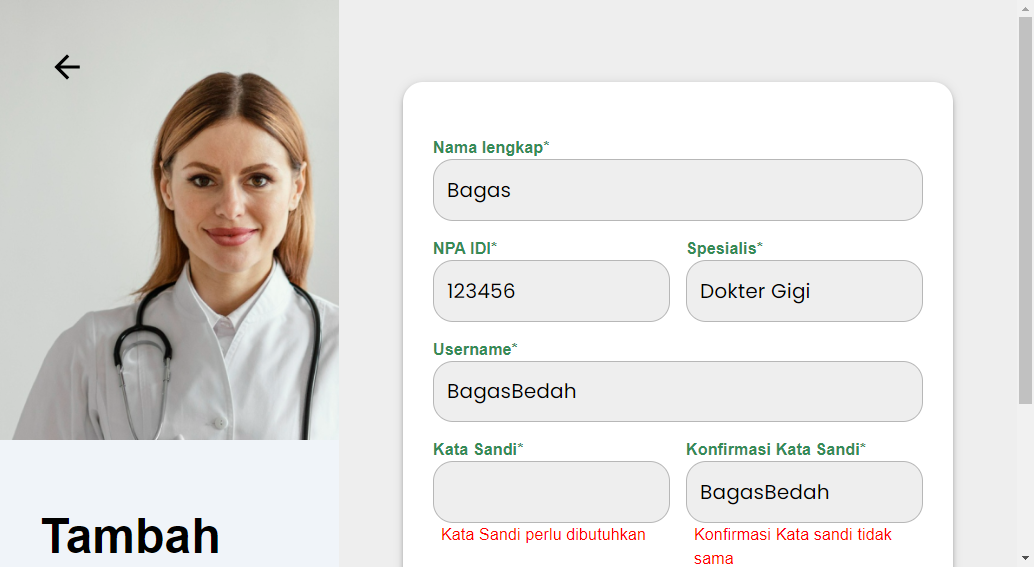 Nama lengkap*
Bagas
NPA IDI*
Spesialis*
123456
Dokter Gigi
Username*
BagasBedah
Kata Sandi*
Konfirmasi Kata Sandi*
BagasBedah
Kata Sandi perlu dibutuhkan
Konfirmasi Kata sandi tidak
sama
Tambah